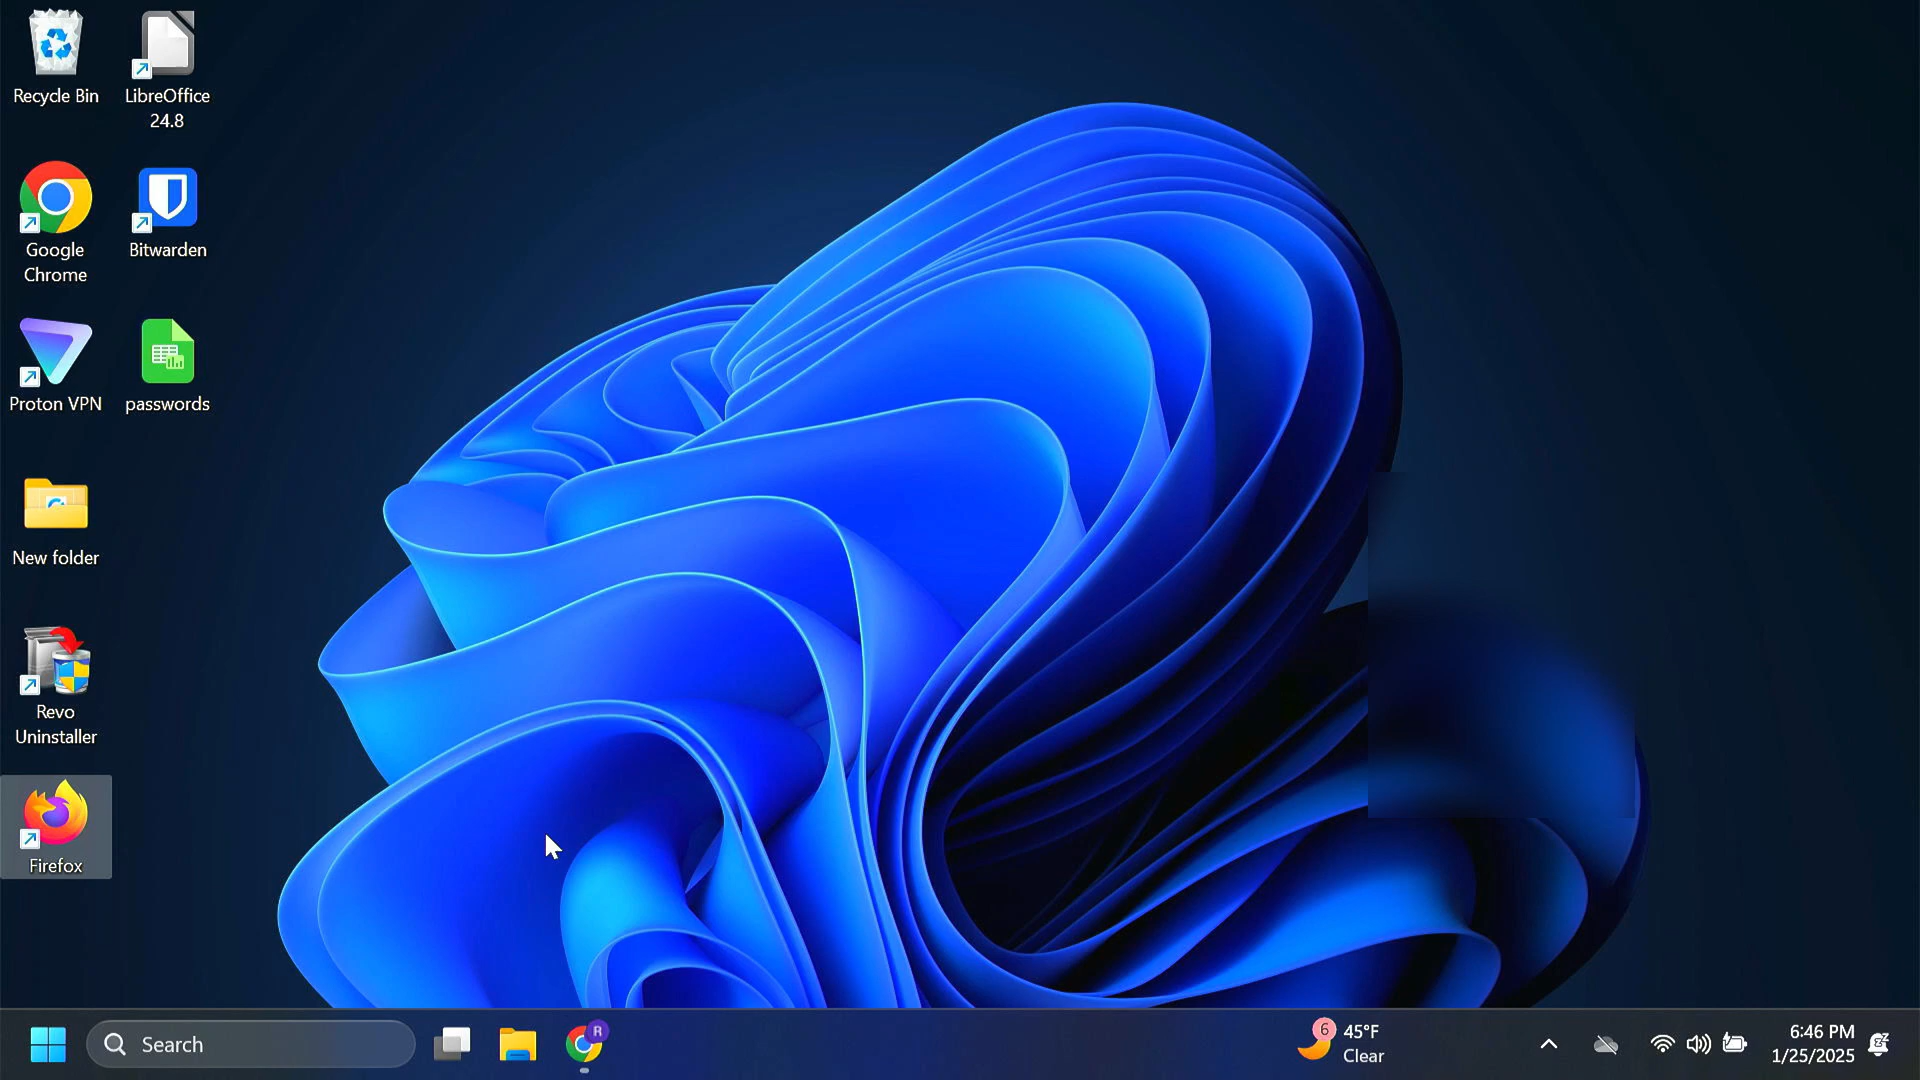 Recycle Bin
LibreOffice
24.8
Google
Chrome
Bitwarden
Proton VPN
passwords
New folder
Revo
Uninstaller
Firefox
Search
R
6
45°F
Clear
6:46 PM
1/25/2025